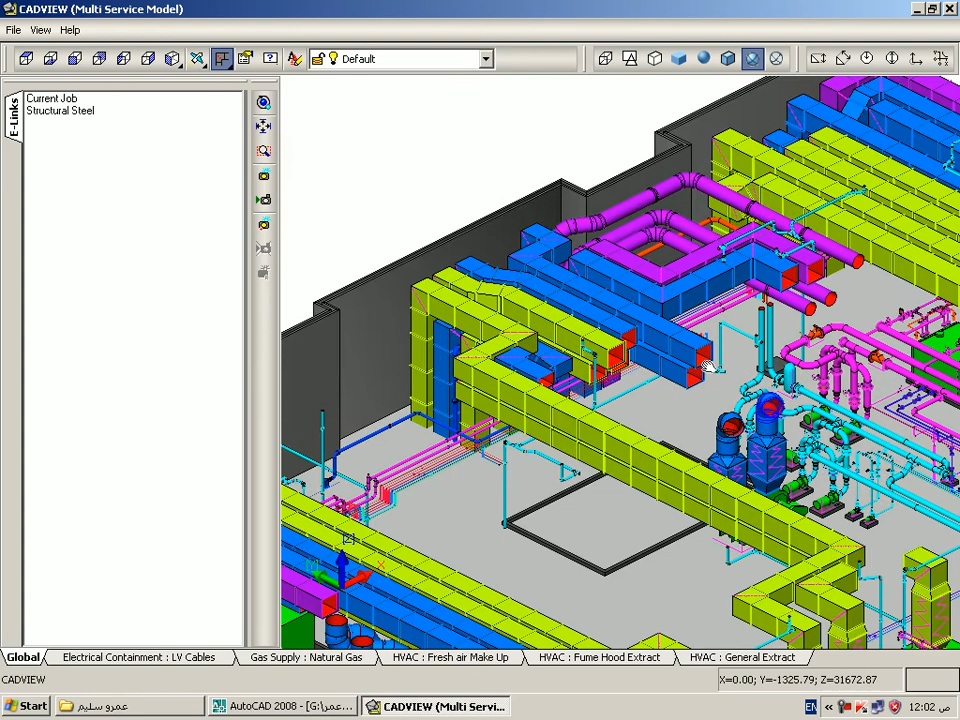 CADVIEW (Multi Service Model)
File View Help
Default
E-Links
Current Job
Structural Steel
Z
X
Global
Electrical Containment : LV Cables
Gas Supply : Natural Gas
HVAC : Fresh air Make Up
HVAC : Fume Hood Extract
HVAC : General Extract
CADVIEW
X=0.00; Y=-1325.79; Z=31672.87
Start
عمرو سليم
AutoCAD 2008 - [G:\عمر...
CADVIEW (Multi Servi...
EN
12:02 ص